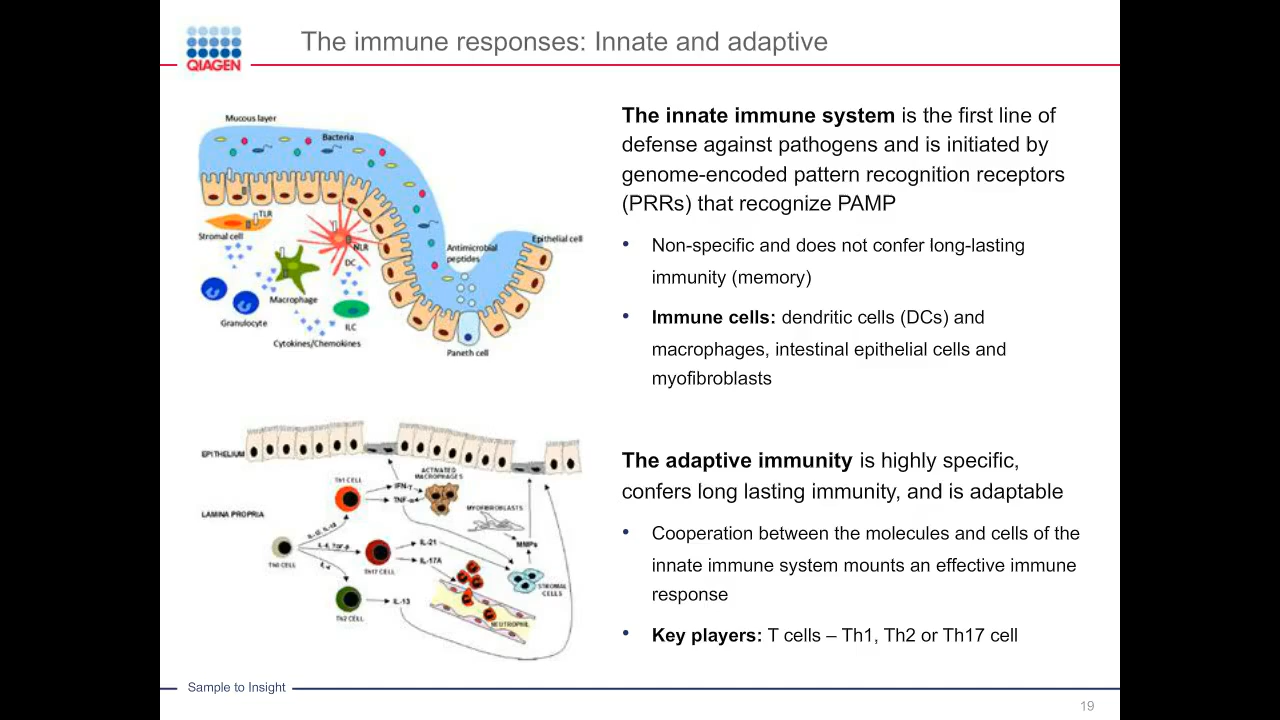 The immune responses: Innate and adaptive
QIAGEN
Mucous layer
Bacteria
TLR
Stromal cell
NLR
DC
Antimicrobial
peptides
Epithelial cell
Macrophage
Granulocyte
ILC
Cytokines/Chemokines
Paneth cell
The innate immune system is the first line of
defense against pathogens and is initiated by
genome-encoded pattern recognition receptors
(PRRs) that recognize PAMP
• Non-specific and does not confer long-lasting
immunity (memory)
• Immune cells: dendritic cells (DCs) and
macrophages, intestinal epithelial cells and
myofibroblasts
EPITHELIUM
LAMINA PROPRIA
Th1 CELL
IFN-γ
TNF-α
ACTIVATED
MACROPHAGES
MYOFIBROBLASTS
MMPs
Th0 CELL
IL-6, TGF-β
Th17 CELL
IL-21
IL-17A
STROMAL
CELLS
Th2 CELL
IL-13
NEUTROPHIL
The adaptive immunity is highly specific,
confers long lasting immunity, and is adaptable
• Cooperation between the molecules and cells of the
innate immune system mounts an effective immune
response
• Key players: T cells – Th1, Th2 or Th17 cell
Sample to Insight
19